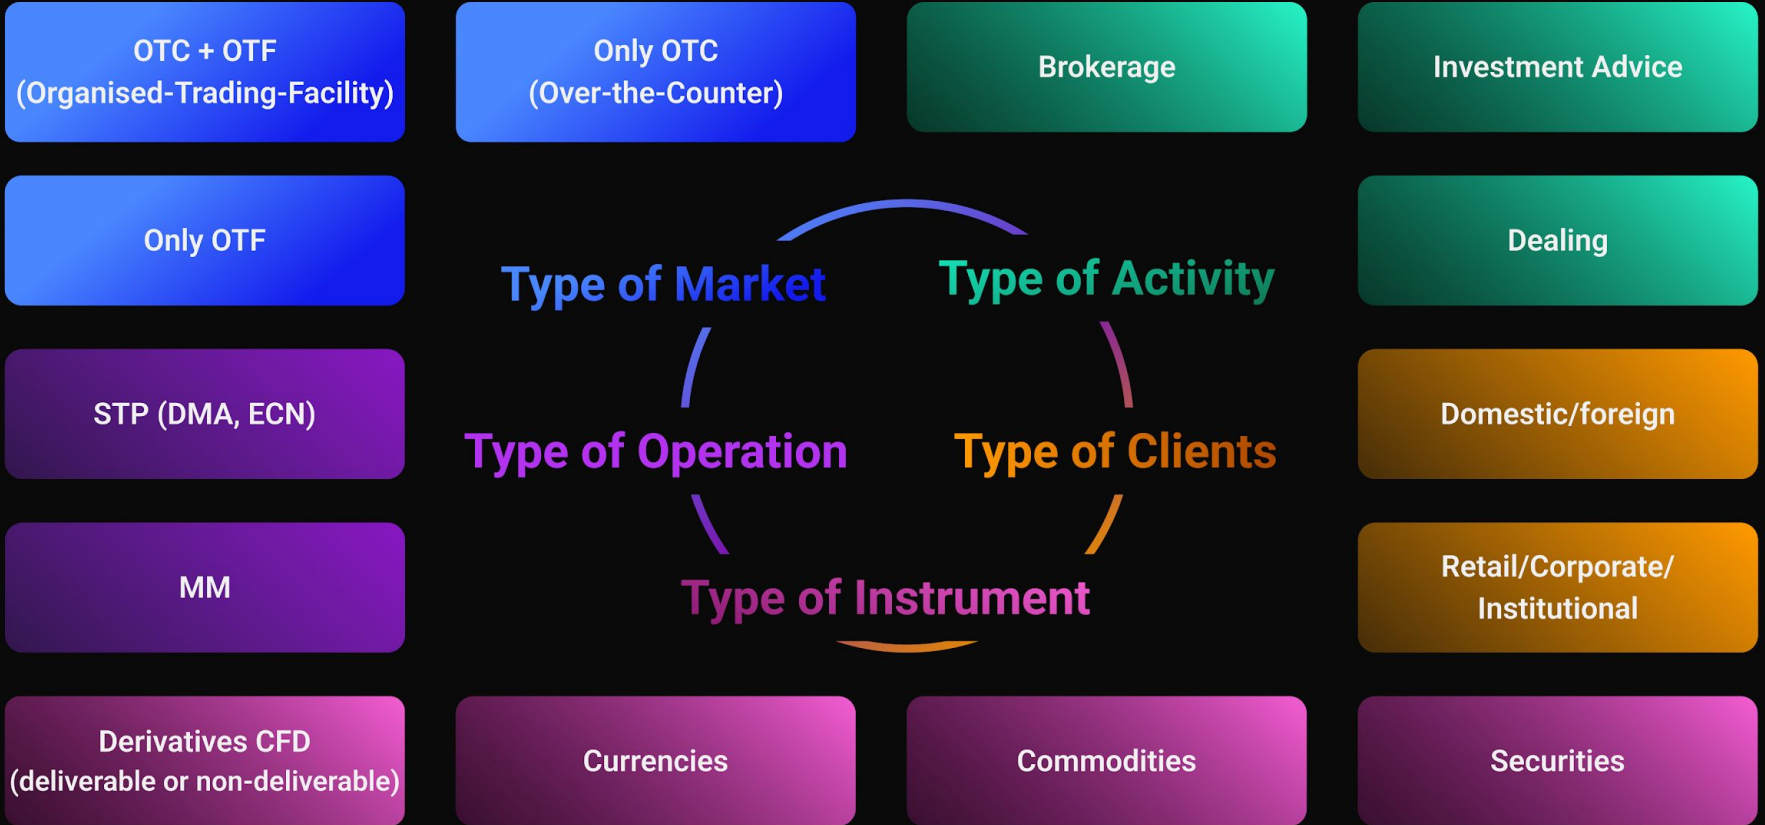 OTC + OTF
(Organised-Trading-Facility)
Only OTC
(Over-the-Counter)
Brokerage
Investment Advice
Only OTF
Dealing
Type of Market
Type of Activity
STP (DMA, ECN)
Domestic/foreign
Type of Operation
Type of Clients
MM
Retail/Corporate/
Institutional
Type of Instrument
Derivatives CFD
(deliverable or non-deliverable)
Currencies
Commodities
Securities